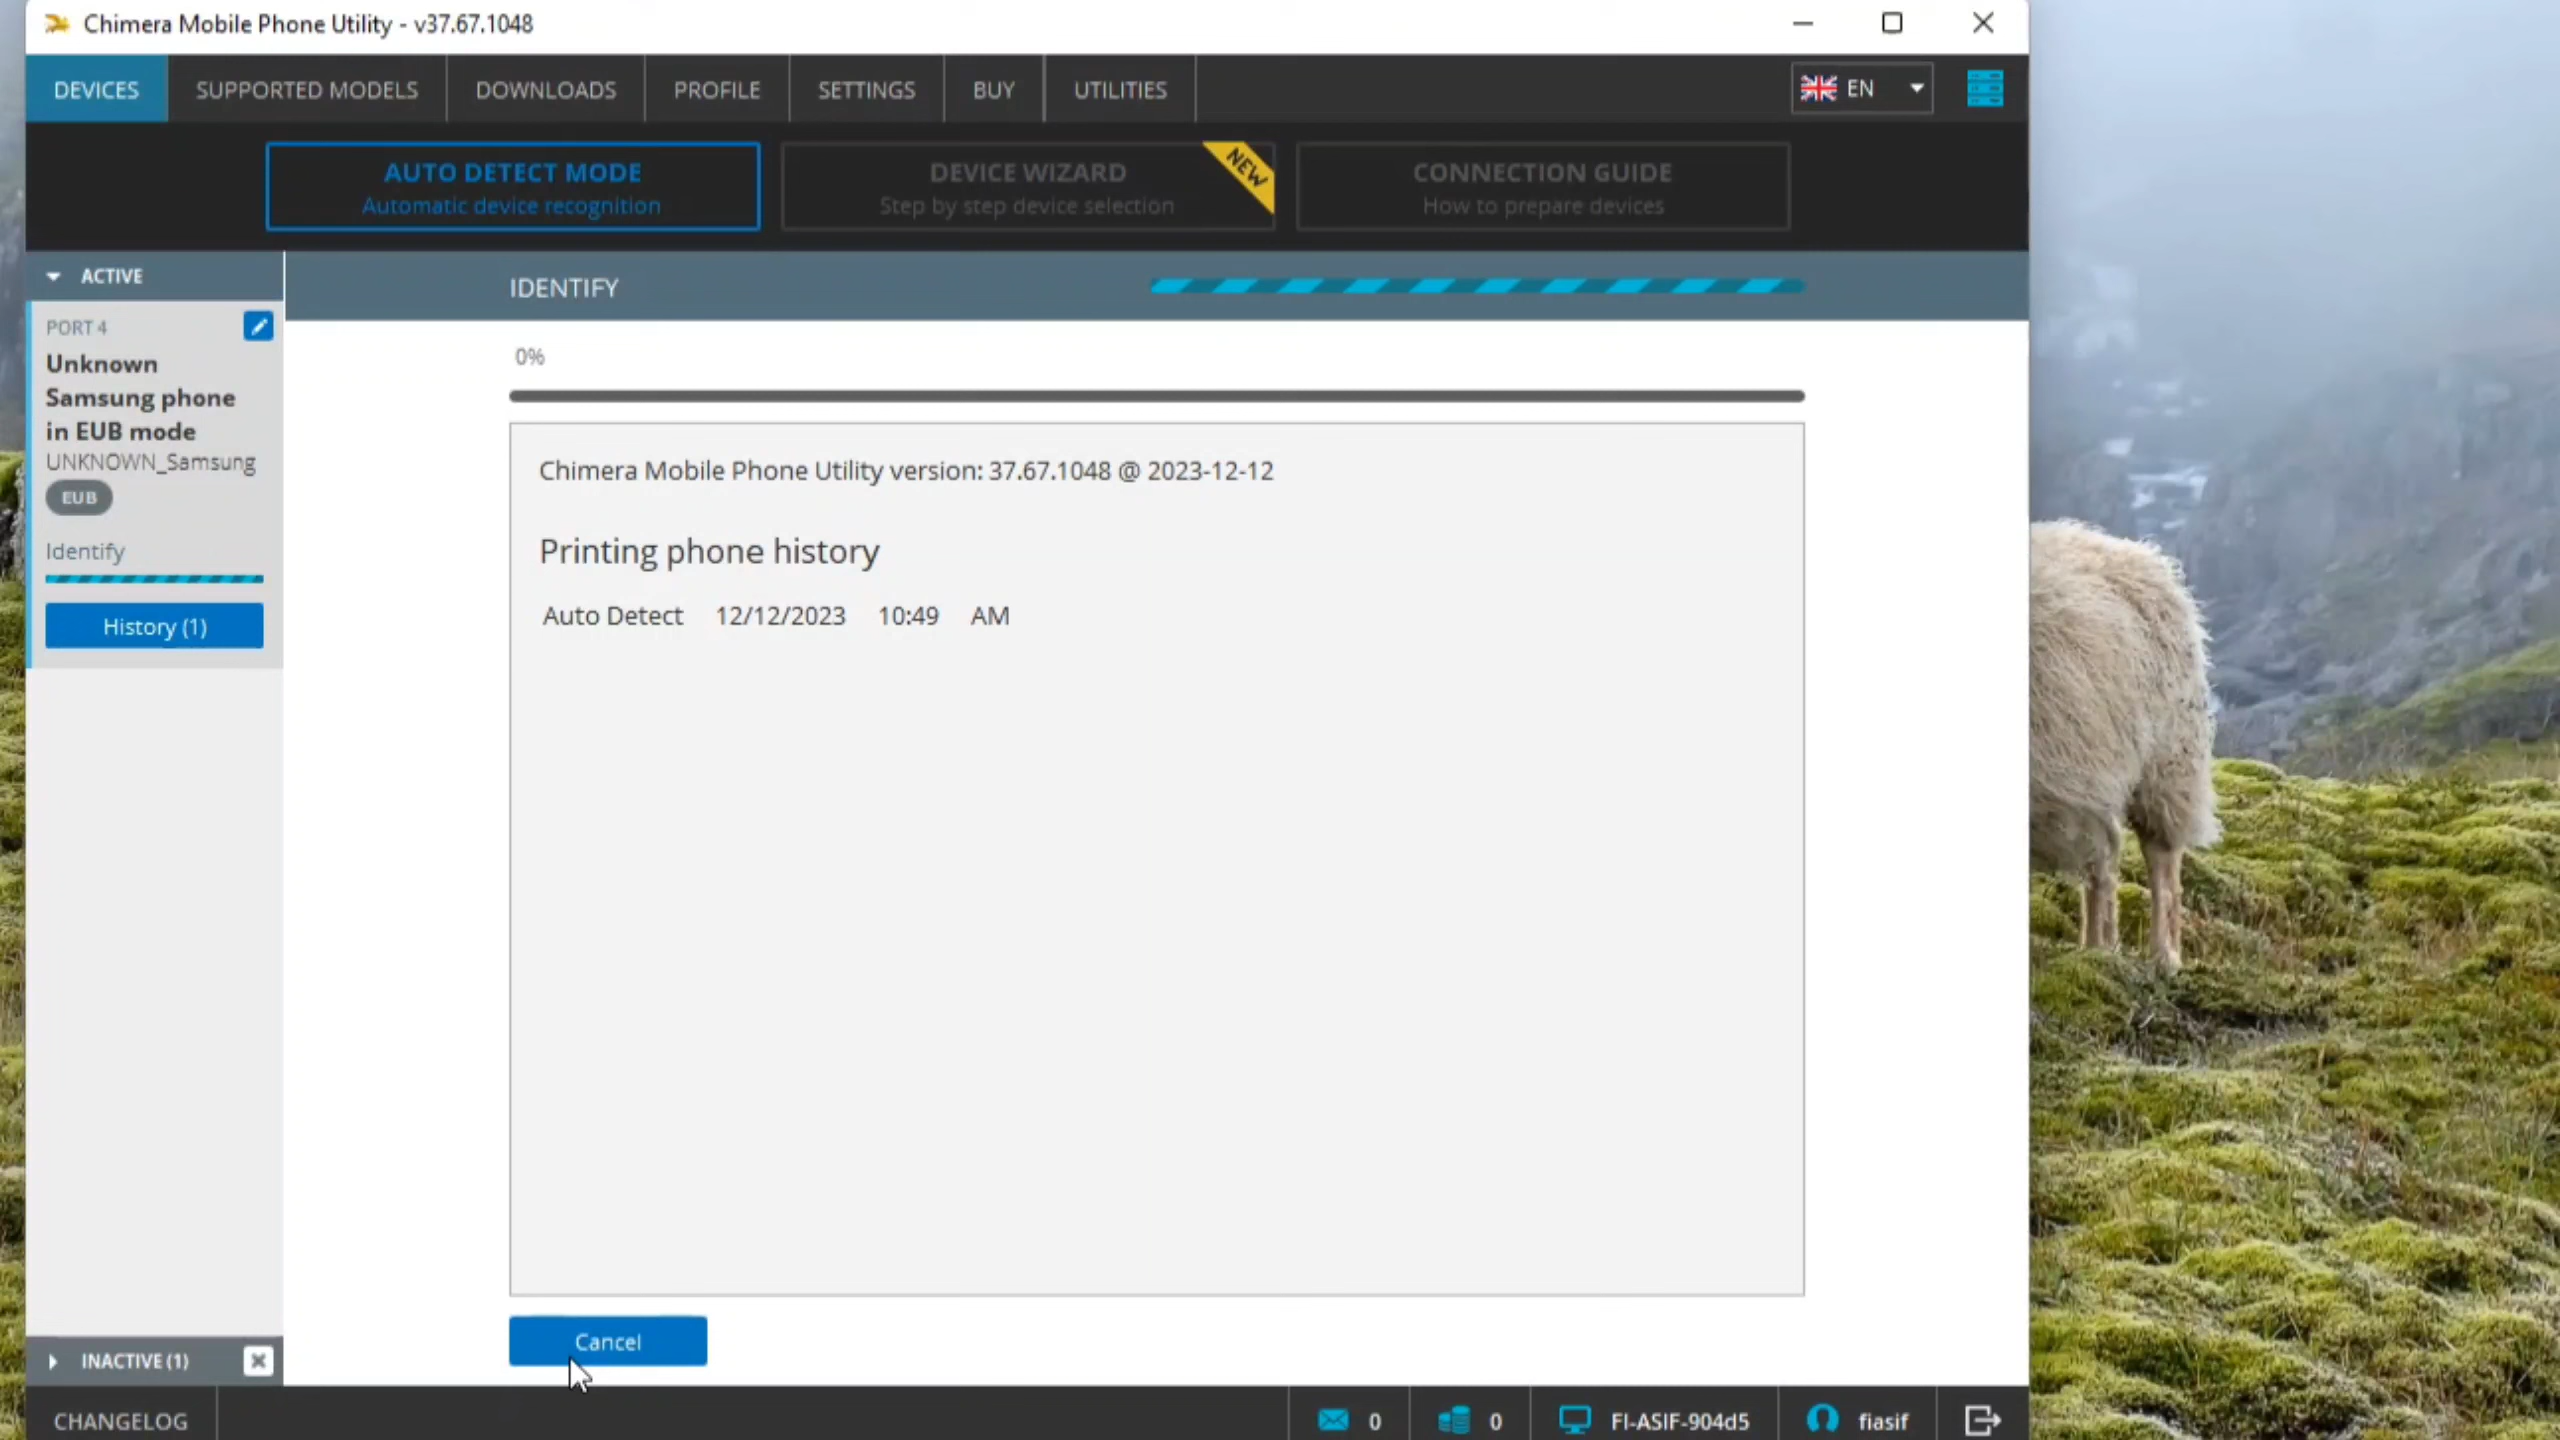 Chimera Mobile Phone Utility - v37.67.1048
DEVICES SUPPORTED MODELS DOWNLOADS PROFILE SETTINGS BUY UTILITIES EN
AUTO DETECT MODE
Automatic device recognition
DEVICE WIZARD
Step by step device selection
NEW
CONNECTION GUIDE
How to prepare devices
ACTIVE
PORT 4
Unknown
Samsung phone
in EUB mode
UNKNOWN_Samsung
EUB
Identify
History (1)
IDENTIFY
0%
Chimera Mobile Phone Utility version: 37.67.1048 @ 2023-12-12
Printing phone history
Auto Detect 12/12/2023 10:49 AM
Cancel
INACTIVE (1)
CHANGELOG 0 0 FI-ASIF-904d5 fiasif